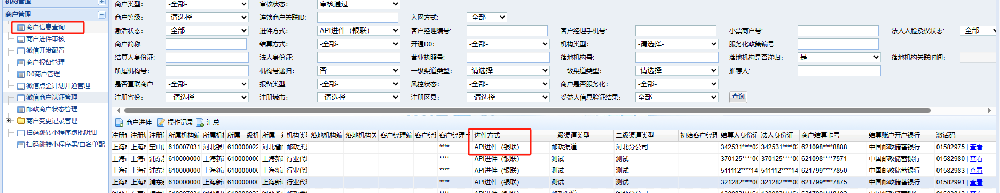 机构管理
商户管理
商户信息查询
商户进件审核
微信开发配置
商户报备管理
D0商户管理
微信点金计划开通管理
微信商户认证管理
邮政商户状态管理
商户变更记录管理
扫码跳转小程序跑批明细
扫码跳转小程序黑/白名单配
商户类型: -全部- 审核状态: 审核通过
商户等级: -请选择- 连锁商户关联ID: 入网方式: -全部-
激活状态: -全部- 进件方式: API进件（银联） 客户经理编号: 客户经理手机号: 小票商户号: 法人人脸授权状态: -全部-
商户简称: 结算方式: -全部- 开通D0: -全部- 机构类型: -请选择- 服务化政策编号:
结算人身份证: 法人身份证: 营业执照号: 落地机构号: 落地机构是否递归: 是 落地机构关联时间:
所属机构号: 机构号递归: 否 一级渠道类型: -请选择- 二级渠道类型: -请选择- 推荐人:
是否直联商户: -全部- 报备类型: -全部- 风控状态: -全部- 商户是否服务化: -全部-
注册省份: --请选择-- 注册城市: --请选择-- 注册区县: --请选择-- 受益人信息验证结果: 全部 查询
商户进件 操作记录 汇总
注册省 注册城 注册区 所属机构编 所属机 所属一级机 所属一级 机构类型 落地机构编 落地机构关 客户经理编 客户经理 客户经理手 进件方式 一级渠道类型 二级渠道类型 初始客户经理 结算人身份证 法人身份证 商户结算卡号 结算账户开户银行 激活码
上海市 上海市 宝山区 610007031 河北银 610000022 河北省邮 邮政类 **** API进件（银联） 邮政渠道 河北分公司 342531****02 342531****02 621098****8888 中国邮政储蓄银行 01582975 | 查看
上海市 上海市 浦东新 610000000 上海新 610000000 上海新 行业代 **** API进件（银联） 测试 测试 370125****00 370125****00 621098****7571 中国邮政储蓄银行 01582980 | 查看
上海市 上海市 浦东新 610000000 上海新 610000000 上海新 行业代 **** API进件（银联） 测试 测试 511112****14 511112****14 621799****7850 中国邮政储蓄银行 01582983 | 查看
上海市 上海市 浦东新 610000000 上海新 610000000 上海新 行业代 **** API进件（银联） 测试 测试 321282****00 321282****00 621799****7875 中国邮政储蓄银行 01582991 | 查看